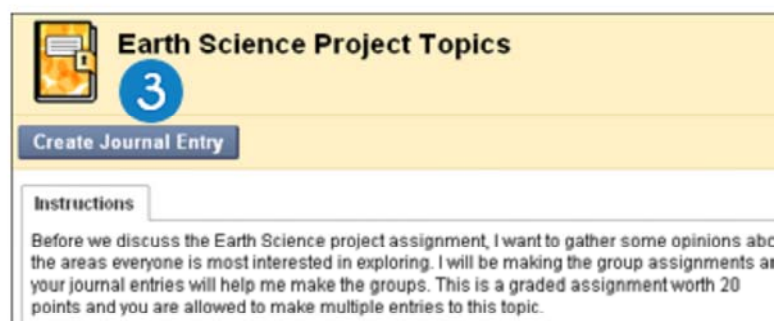 Earth Science Project Topics
3
Create Journal Entry
Instructions
Before we discuss the Earth Science project assignment, I want to gather some opinions
the areas everyone is most interested in exploring. I will be making the group assignments
your journal entries will help me make the groups. This is a graded assignment worth 20
points and you are allowed to make multiple entries to this topic.